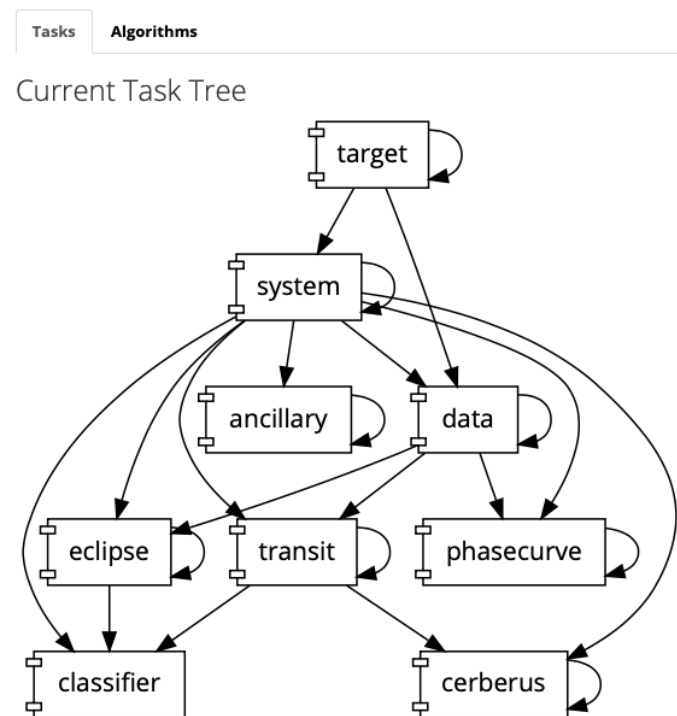 Tasks Algorithms
Current Task Tree
target
system
ancillary data
eclipse transit phasecurve
classifier cerberus